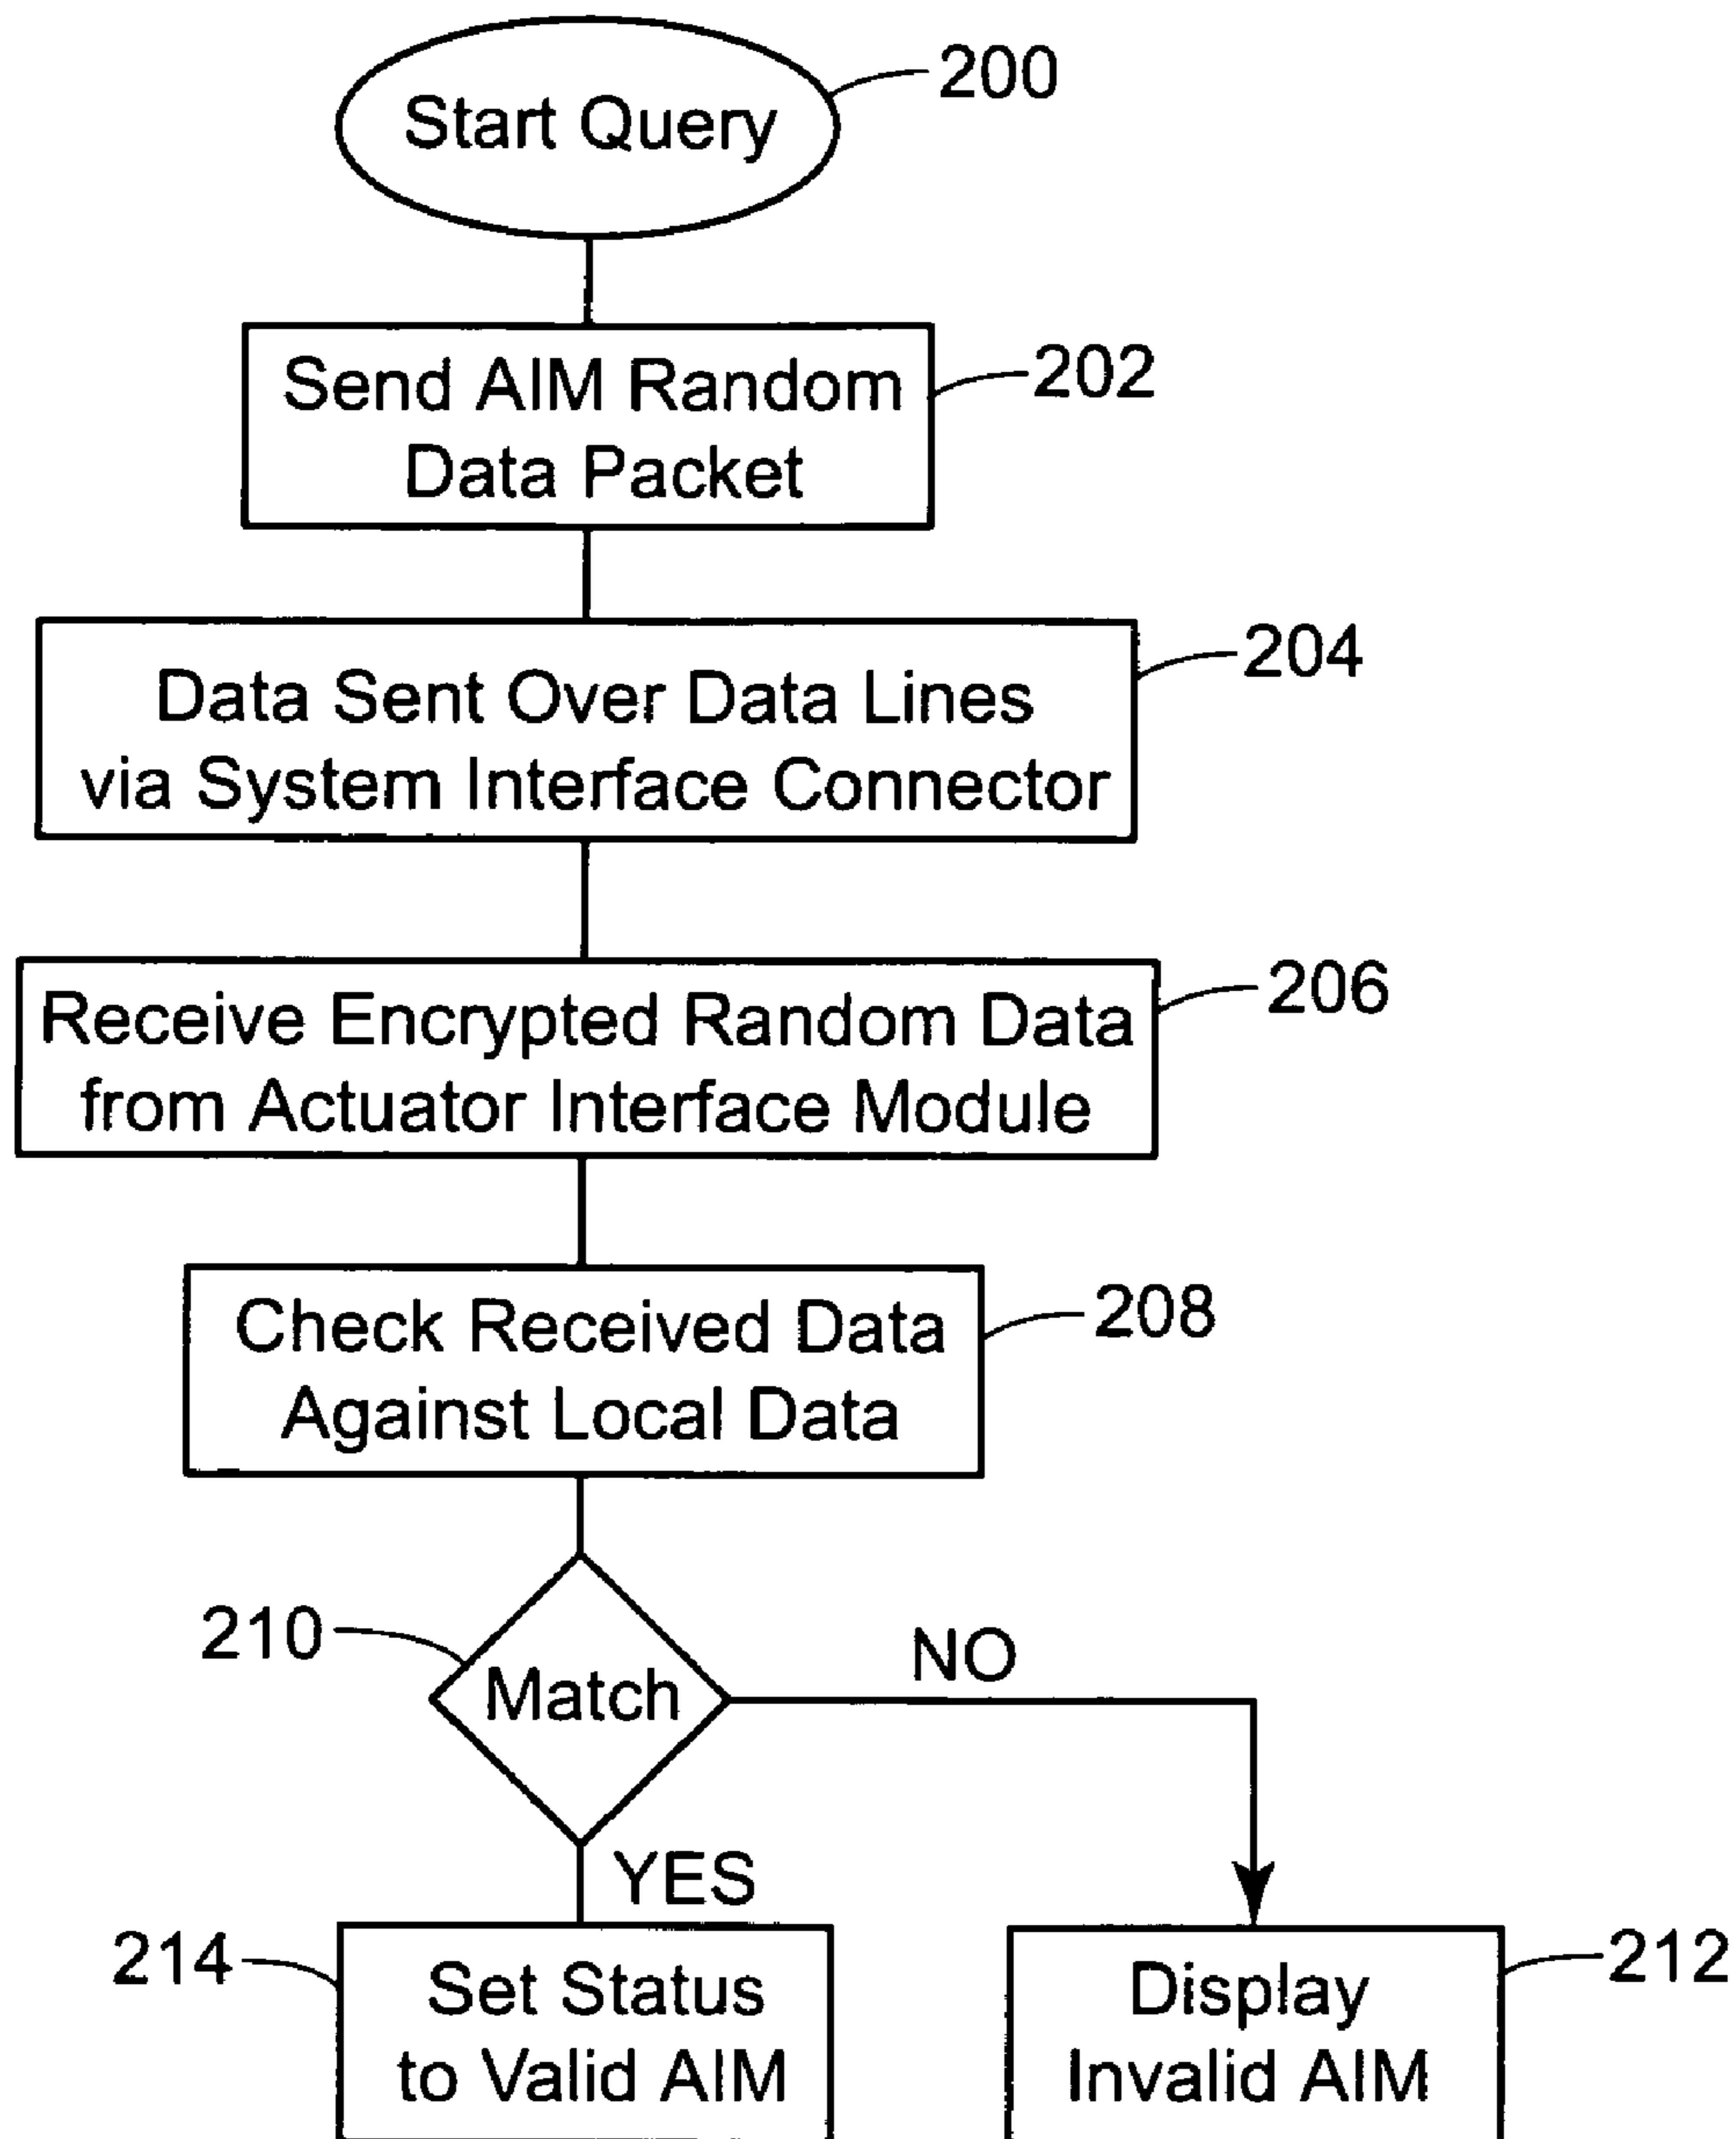 Start Query
200
Send AIM Random
Data Packet
202
Data Sent Over Data Lines
via System Interface Connector
204
Receive Encrypted Random Data
from Actuator Interface Module
206
Check Received Data
Against Local Data
208
210
Match
NO
YES
214
Set Status
to Valid AIM
Display
Invalid AIM
212